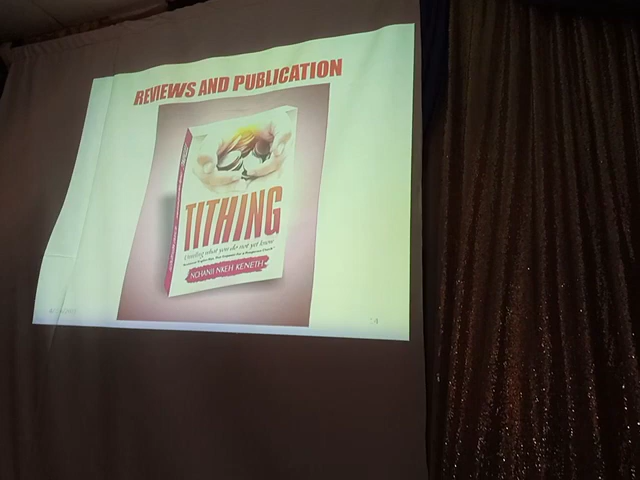 REVIEWS AND PUBLICATION
TITHING
Unveiling what you do not yet know
NCHANJI NKEH KENETH